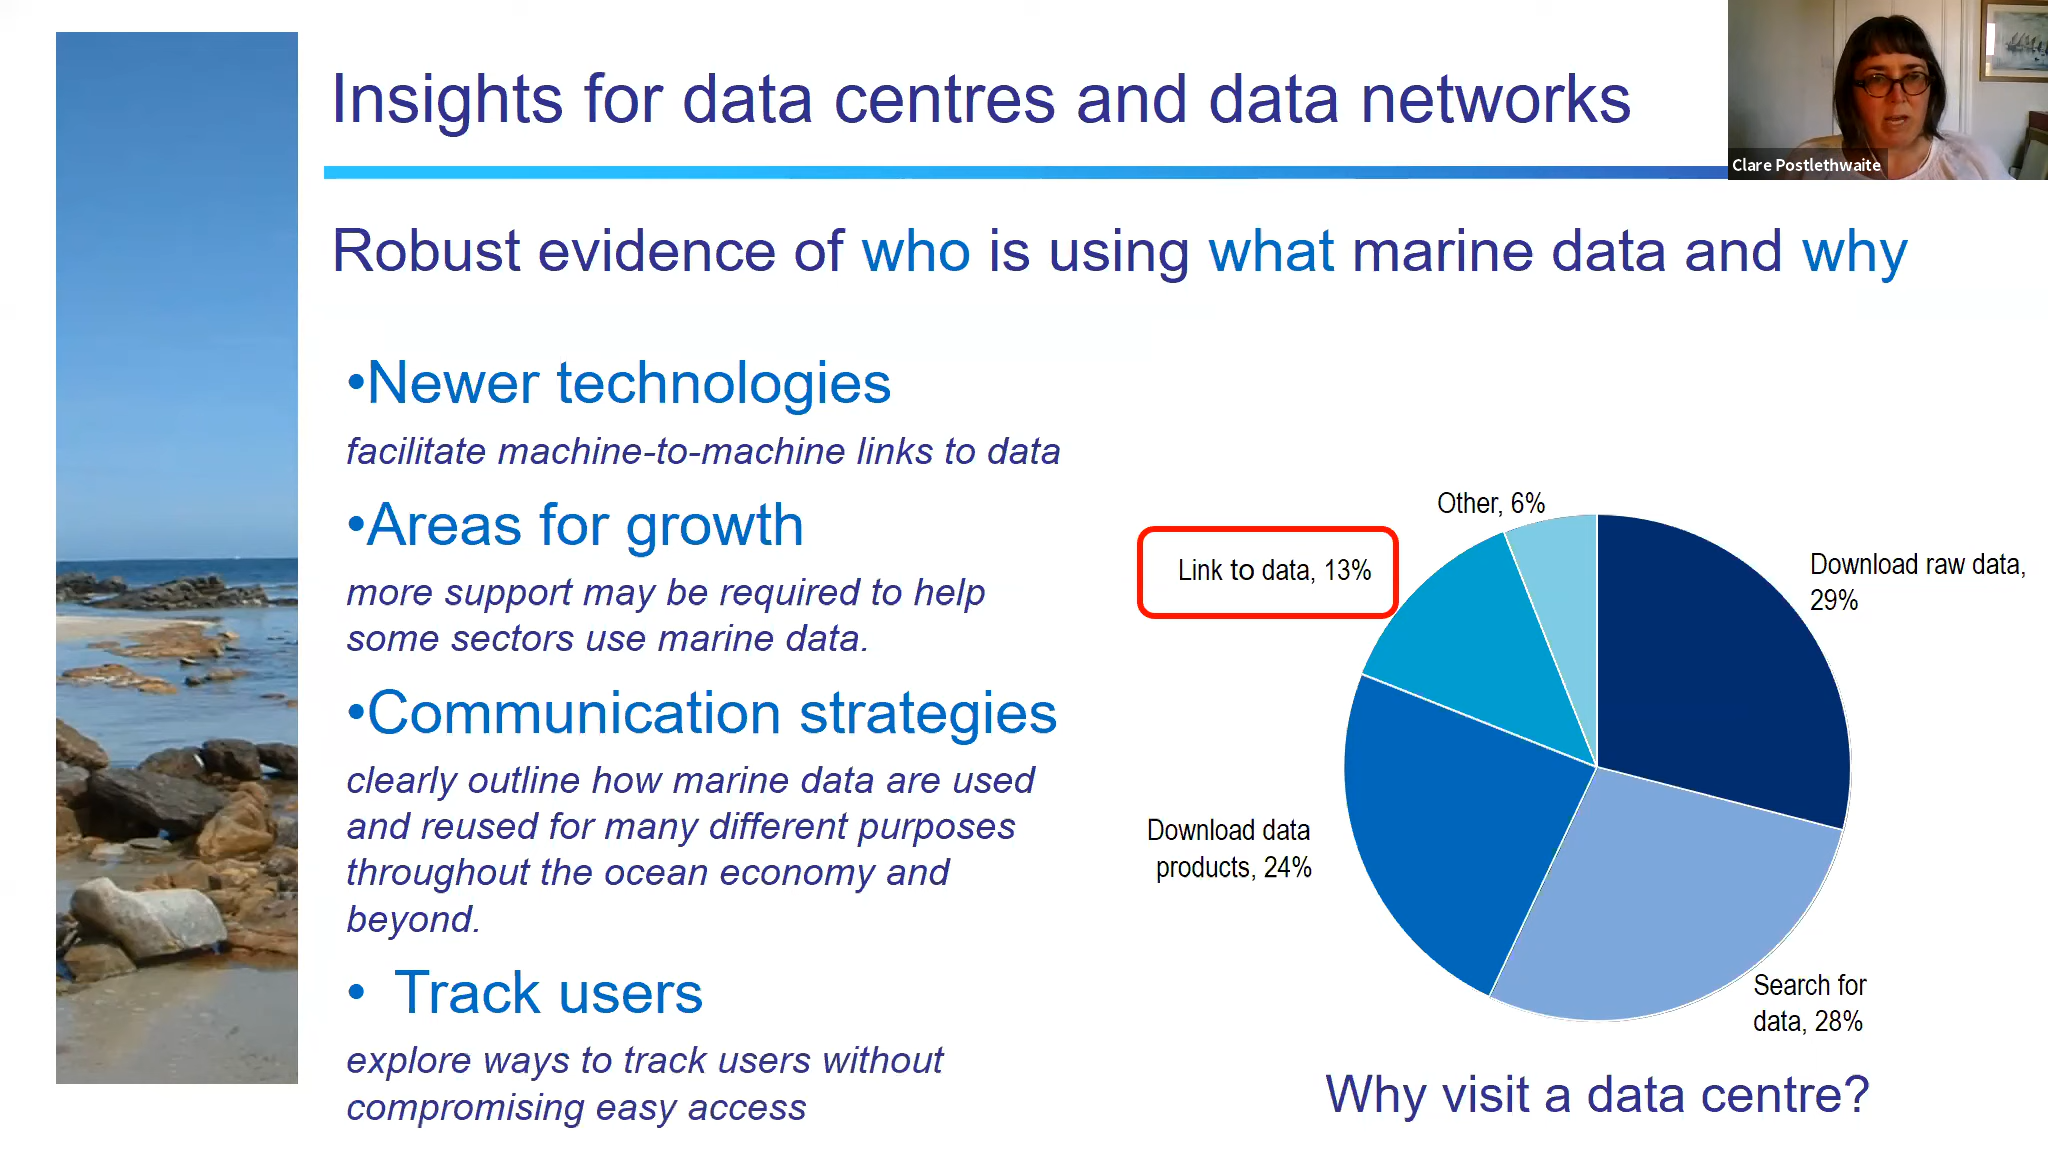 Insights for data centres and data networks
Clare Postlethwaite
Robust evidence of who is using what marine data and why
•Newer technologies
facilitate machine-to-machine links to data
•Areas for growth
more support may be required to help
some sectors use marine data.
•Communication strategies
clearly outline how marine data are used
and reused for many different purposes
throughout the ocean economy and
beyond.
• Track users
explore ways to track users without
compromising easy access
Other, 6%
Link to data, 13%
Download raw data,
29%
Download data
products, 24%
Search for
data, 28%
Why visit a data centre?